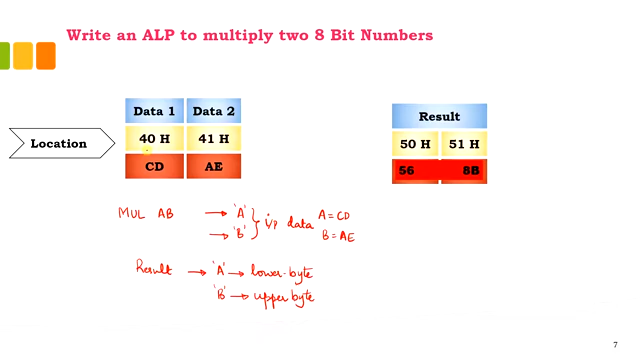 Write an ALP to multiply two 8 Bit Numbers
Data 1 Data 2
Result
Location
40 H 41 H
50 H 51 H
CD AE
56 8B
MUL AB → 'A' } i/p data A = CD
→ 'B' B = AE
Result → 'A' → lower-byte
'B' → upper byte
7